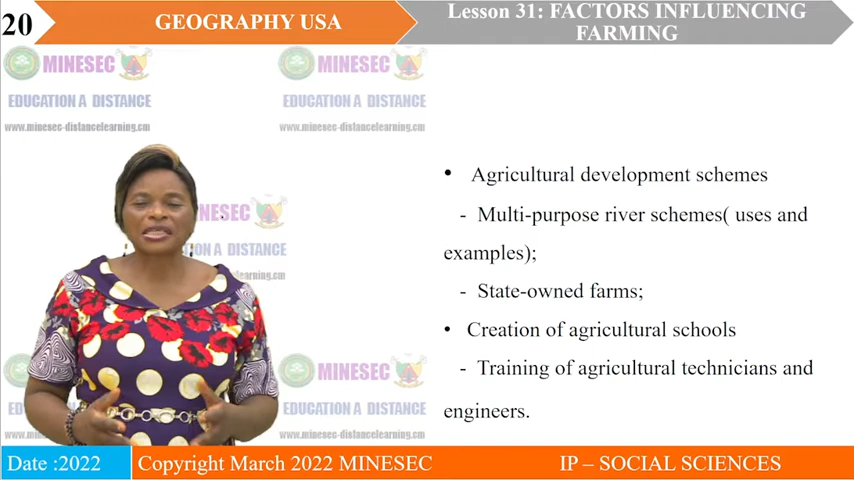 20
GEOGRAPHY USA
Lesson 31: FACTORS INFLUENCING
FARMING
MINESEC
MINESEC
EDUCATION A DISTANCE
EDUCATION A DISTANCE
www.minesec-distancelearning.cm
www.minesec-distancelearning.cm
• Agricultural development schemes
- Multi-purpose river schemes( uses and
examples);
- State-owned farms;
• Creation of agricultural schools
- Training of agricultural technicians and
engineers.
NESEC
ON A DISTANCE
MINESEC
EDUCATION A DISTANCE
www.minesec-distancelearning.cm
Date :2022
Copyright March 2022 MINESEC
IP – SOCIAL SCIENCES